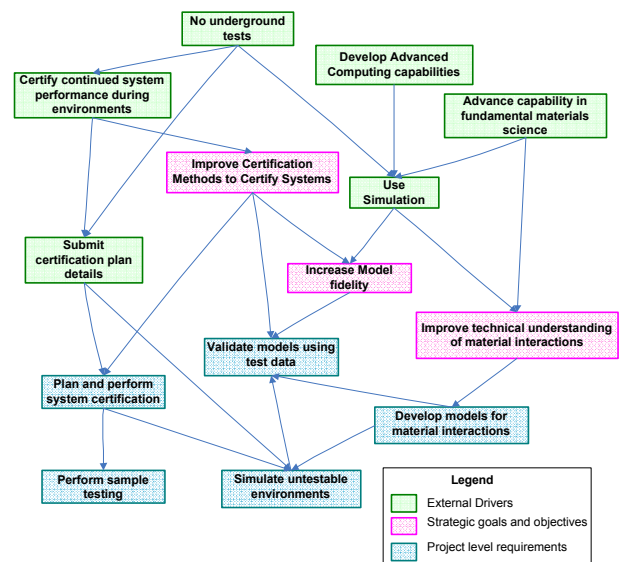 No underground
tests
Develop Advanced
Computing capabilities
Certify continued system
performance during
environments
Advance capability in
fundamental materials
science
Improve Certification
Methods to Certify Systems
Use
Simulation
Submit
certification plan
details
Increase Model
fidelity
Improve technical understanding
of material interactions
Validate models using
test data
Plan and perform
system certification
Develop models for
material interactions
Perform sample
testing
Simulate untestable
environments
Legend
External Drivers
Strategic goals and objectives
Project level requirements